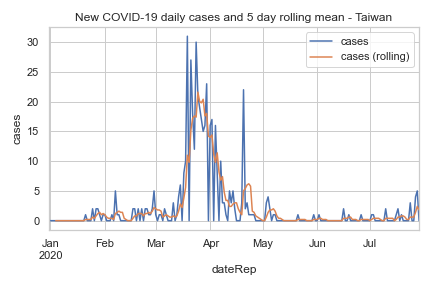 New COVID-19 daily cases and 5 day rolling mean - Taiwan
cases
cases (rolling)
30
25
20
15
10
5
0
cases
Jan Feb Mar Apr May Jun Jul
2020
dateRep